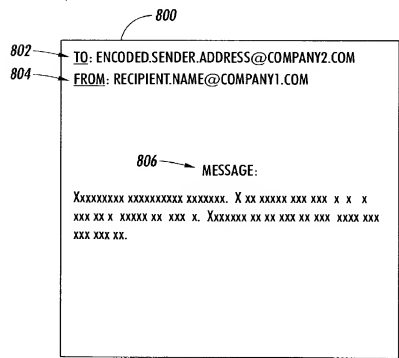 800
802 TO: ENCODED.SENDER.ADDRESS@COMPANY2.COM
804 FROM: RECIPIENT.NAME@COMPANY1.COM
806 MESSAGE:
Xxxxxxxxx xxxxxxxxxx xxxxxxx. X xx xxxxx xxx xxx x x x
xxx xx x xxxxx xx xxx x. Xxxxxxx xx xx xxx xx xxx xxxx xxx
xxx xxx xx.